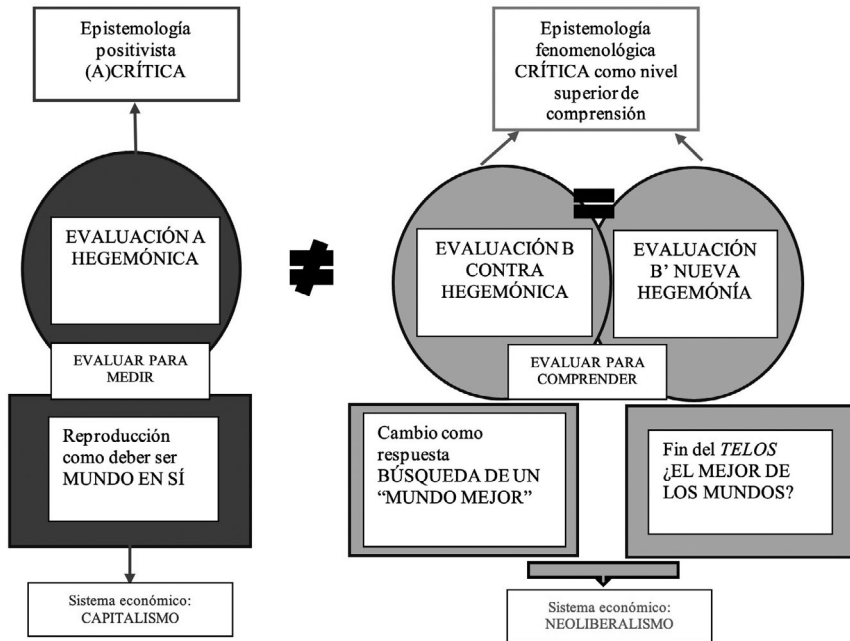 Epistemología
positivista
(A)CRÍTICA
Epistemología
fenomenológica
CRÍTICA como nivel
superior de
comprensión
EVALUACIÓN A
HEGEMÓNICA
≠
EVALUACIÓN B
CONTRA
HEGEMÓNICA
=
EVALUACIÓN
B’ NUEVA
HEGEMÓNÍA
EVALUAR PARA
MEDIR
EVALUAR PARA
COMPRENDER
Reproducción
como deber ser
MUNDO EN SÍ
Cambio como
respuesta
BÚSQUEDA DE UN
“MUNDO MEJOR”
Fin del TELOS
¿EL MEJOR DE
LOS MUNDOS?
Sistema económico:
CAPITALISMO
Sistema económico:
NEOLIBERALISMO